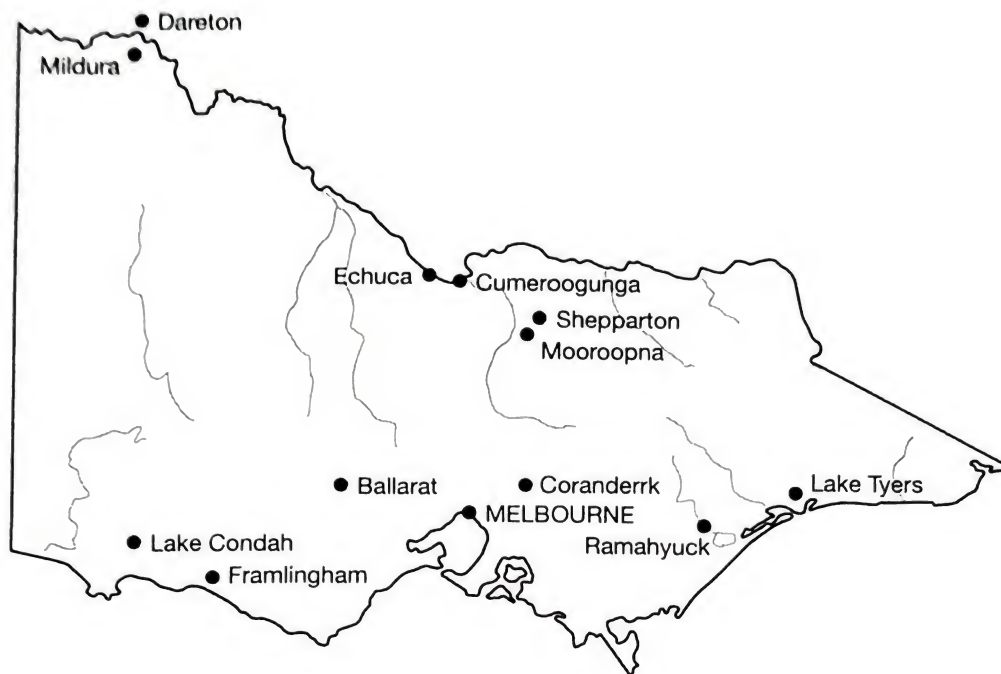 Dareton
Mildura
Echuca
Cumeroogunga
Shepparton
Mooroopna
Ballarat
Coranderrk
Lake Tyers
MELBOURNE
Ramahyuck
Lake Condah
Framlingham